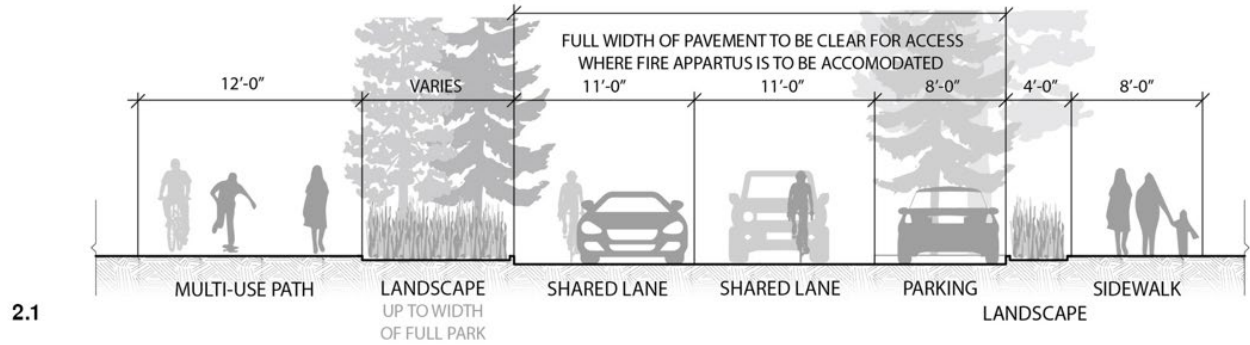 FULL WIDTH OF PAVEMENT TO BE CLEAR FOR ACCESS
WHERE FIRE APPARTUS IS TO BE ACCOMODATED
12'-0"
VARIES
11'-0"
11'-0"
8'-0"
4'-0"
8'-0"
MULTI-USE PATH
LANDSCAPE
UP TO WIDTH
OF FULL PARK
SHARED LANE
SHARED LANE
PARKING
LANDSCAPE
SIDEWALK
2.1